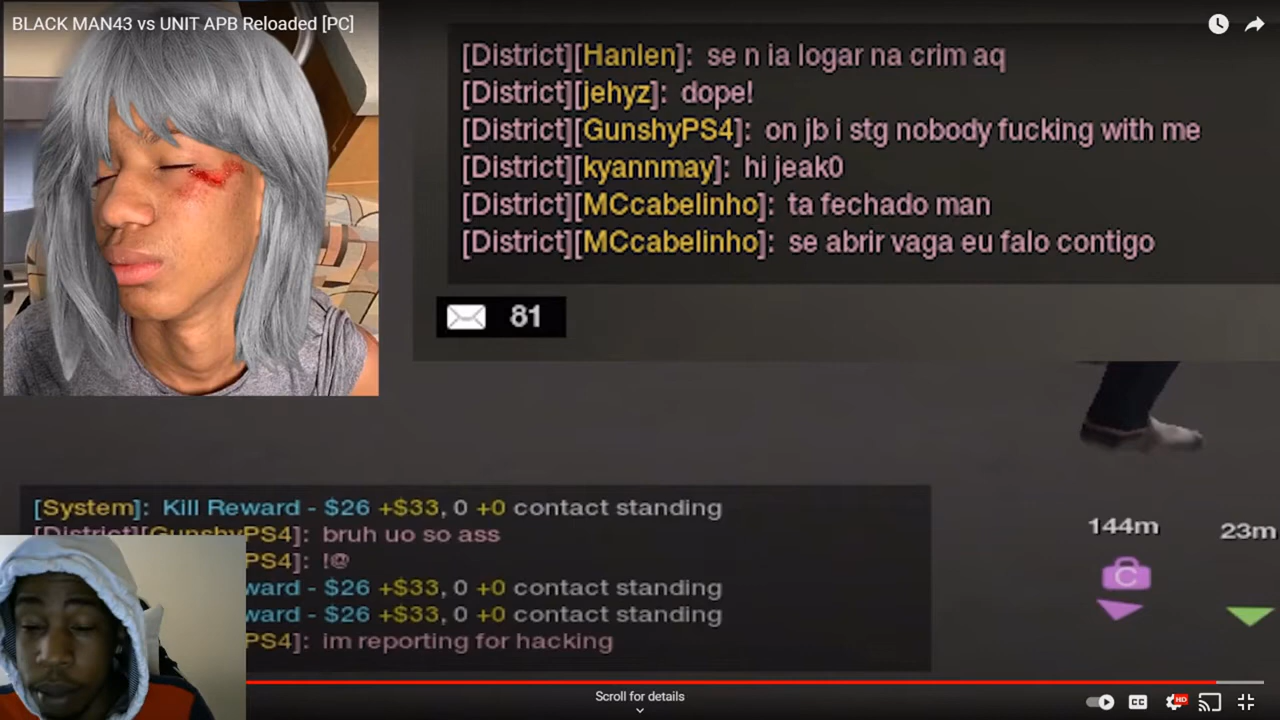 BLACK MAN43 vs UNIT APB Reloaded [PC]
[District][Hanlen]: se n ia logar na crim aq
[District][jehyz]: dope!
[District][GunshyPS4]: on jb i stg nobody fucking with me
[District][kyannmay]: hi jeak0
[District][MCcabelinho]: ta fechado man
[District][MCcabelinho]: se abrir vaga eu falo contigo
81
[System]: Kill Reward - $26 +$33, 0 +0 contact standing
[District][GunshyPS4]: bruh uo so ass
PS4]: !@
ward - $26 +$33, 0 +0 contact standing
ward - $26 +$33, 0 +0 contact standing
PS4]: im reporting for hacking
144m
23m
C
Scroll for details
CC
HD